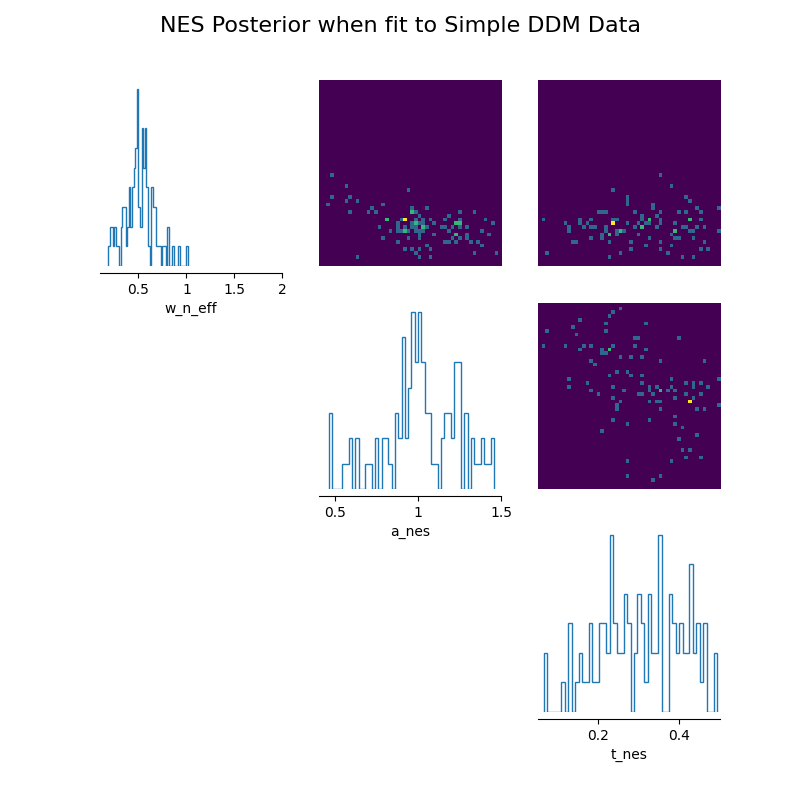 NES Posterior when fit to Simple DDM Data
0.5 1 1.5 2
w_n_eff
0.5 1 1.5
a_nes
0.2 0.4
t_nes